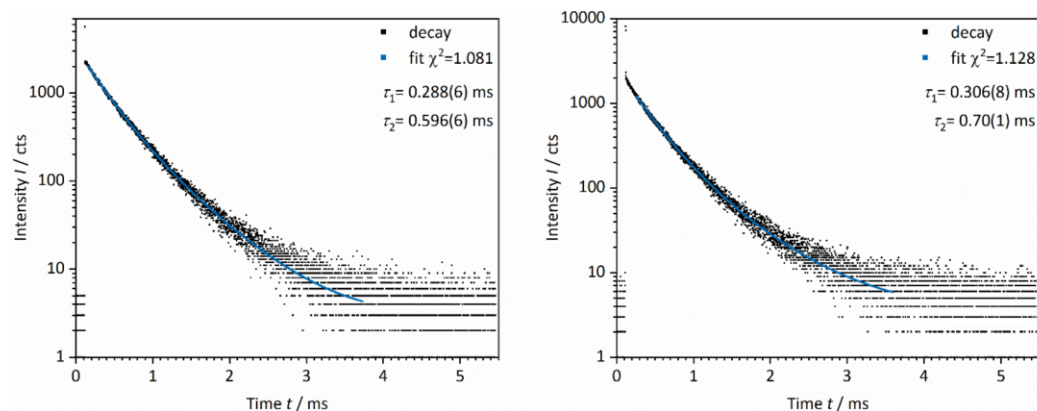 decay
fit χ²=1.081
τ₁= 0.288(6) ms
τ₂= 0.596(6) ms
1000
100
10
1
Intensity I / cts
0
1
2
3
4
5
Time t / ms
decay
fit χ²=1.128
τ₁= 0.306(8) ms
τ₂= 0.70(1) ms
10000
1000
100
10
1
Intensity I / cts
0
1
2
3
4
5
Time t / ms